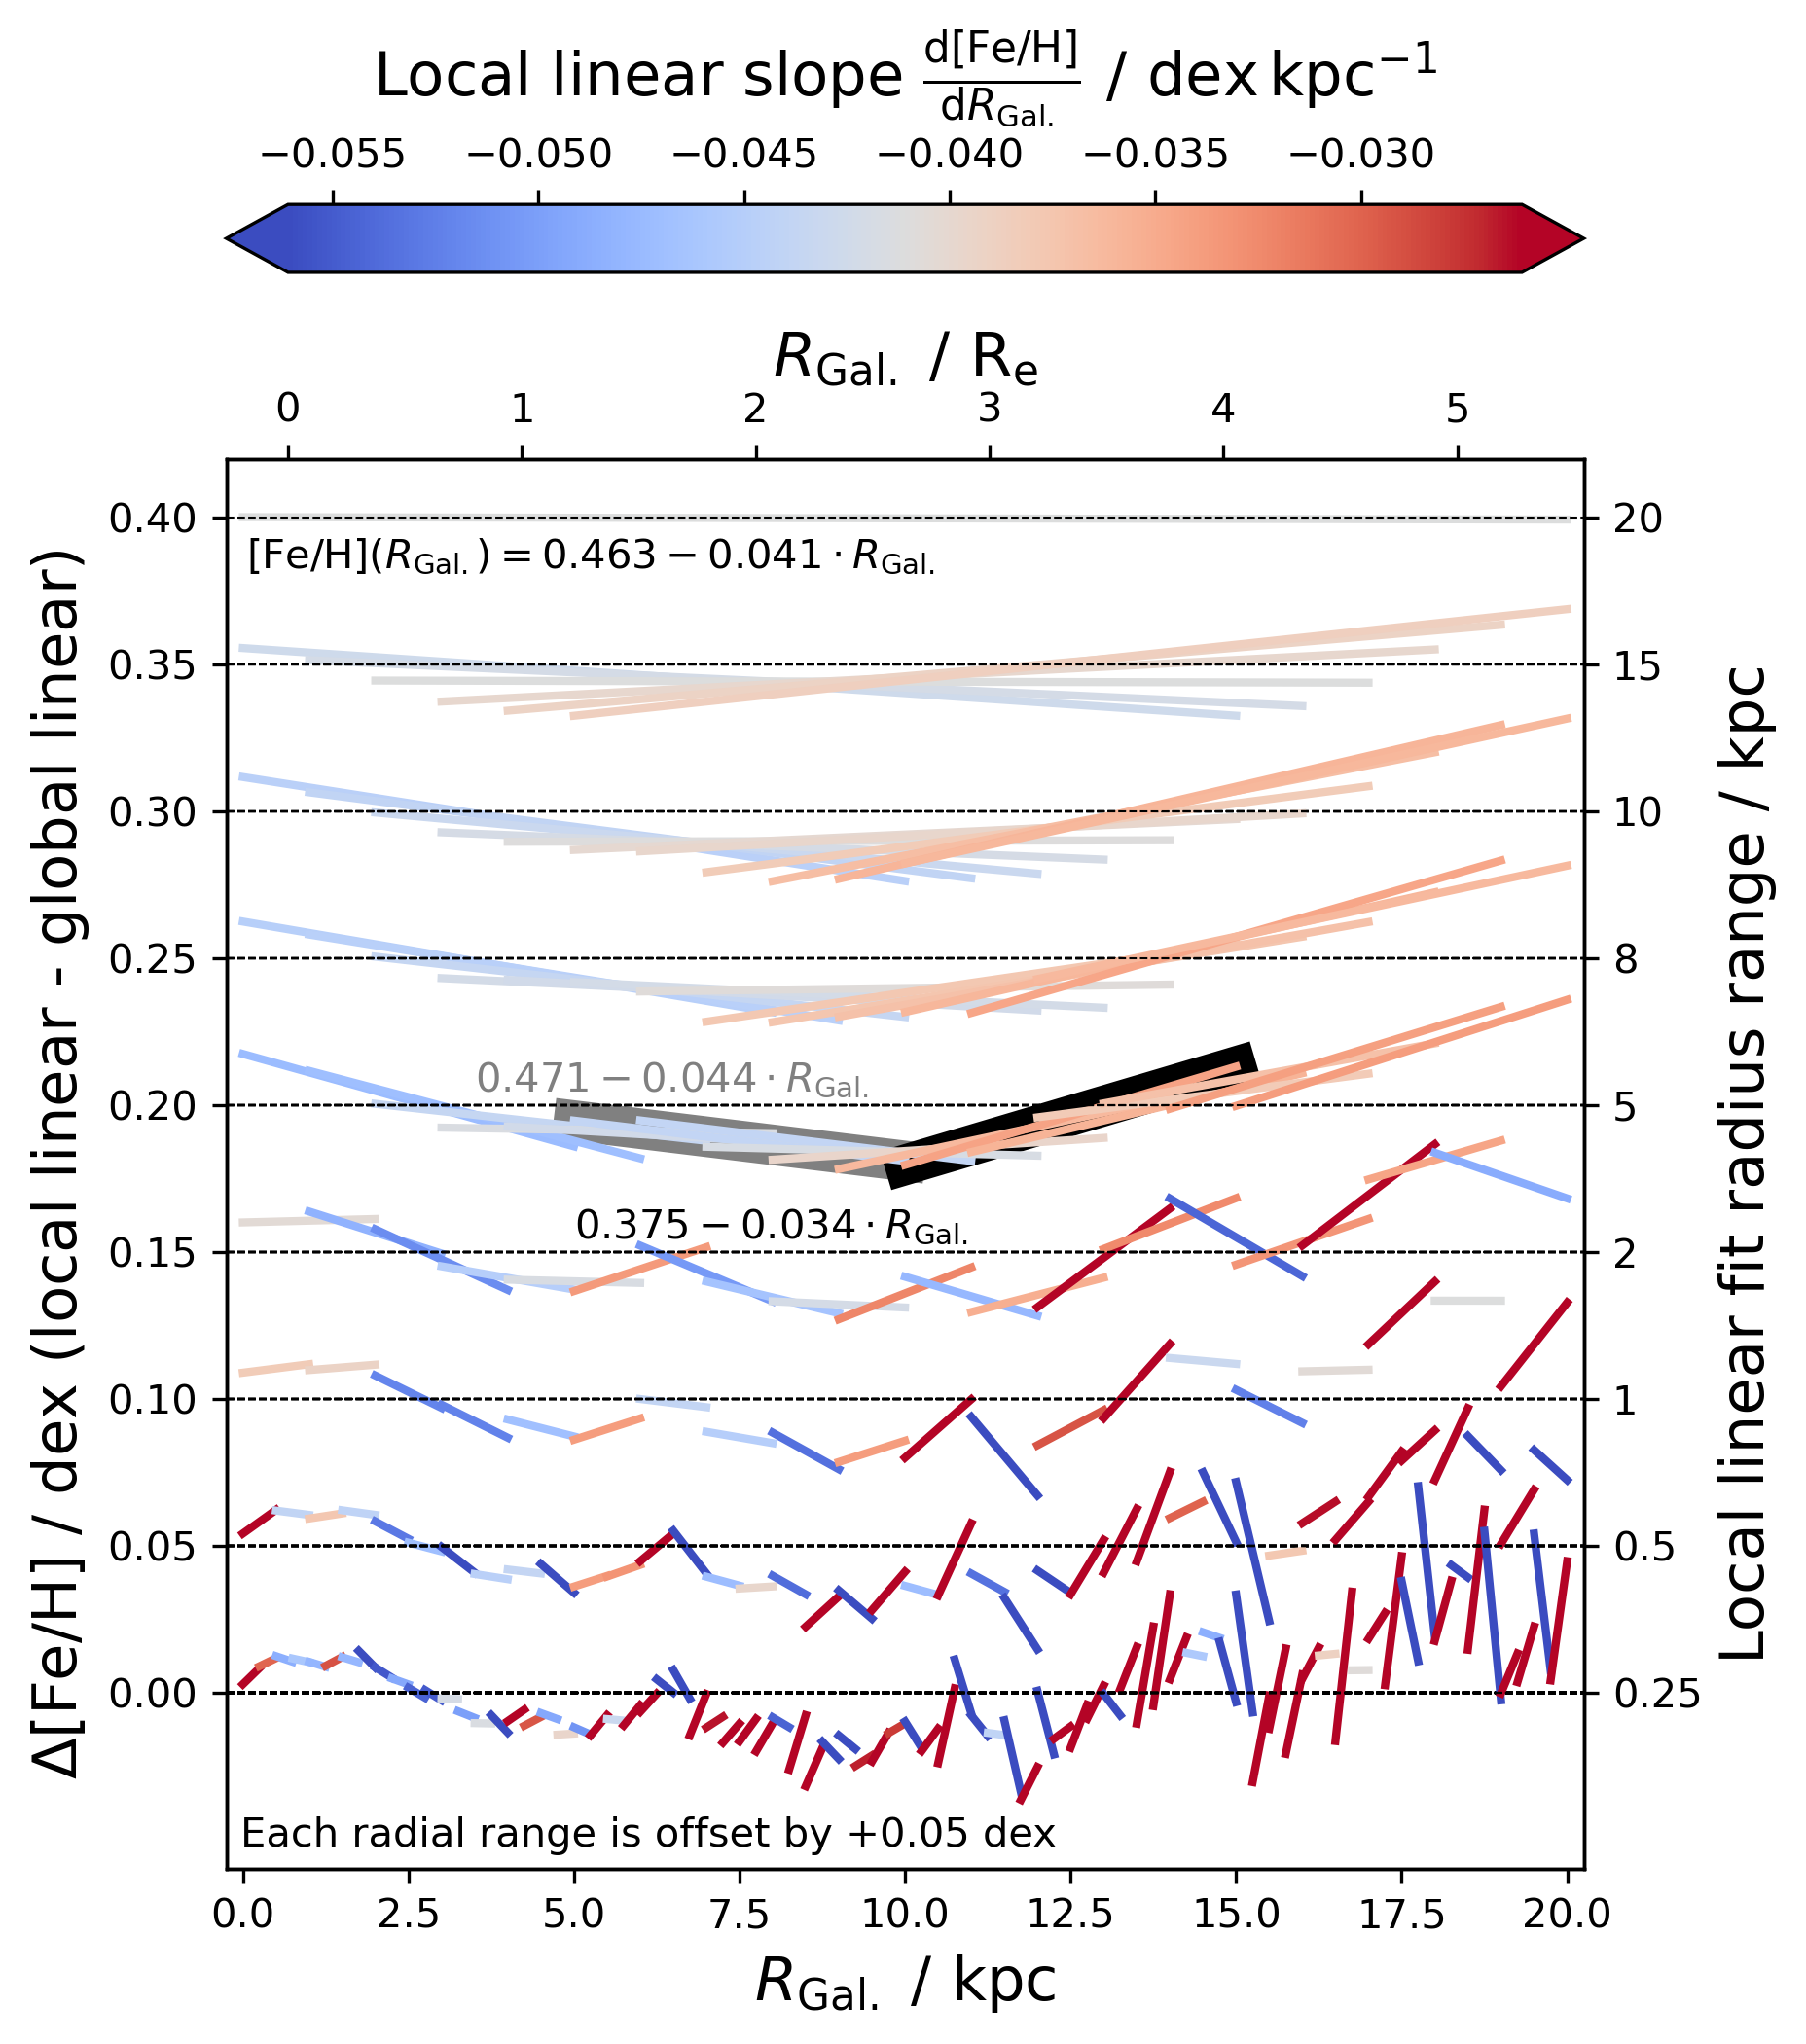 Local linear slope d[Fe/H]/dR_Gal. / dex kpc⁻¹
−0.055 −0.050 −0.045 −0.040 −0.035 −0.030
R_Gal. / R_e
0 1 2 3 4 5
Δ[Fe/H] / dex (local linear - global linear)
0.40
0.35
0.30
0.25
0.20
0.15
0.10
0.05
0.00
[Fe/H](R_Gal.) = 0.463 − 0.041 · R_Gal.
0.471 − 0.044 · R_Gal.
0.375 − 0.034 · R_Gal.
Each radial range is offset by +0.05 dex
20
15
10
8
5
2
1
0.5
0.25
Local linear fit radius range / kpc
0.0 2.5 5.0 7.5 10.0 12.5 15.0 17.5 20.0
R_Gal. / kpc